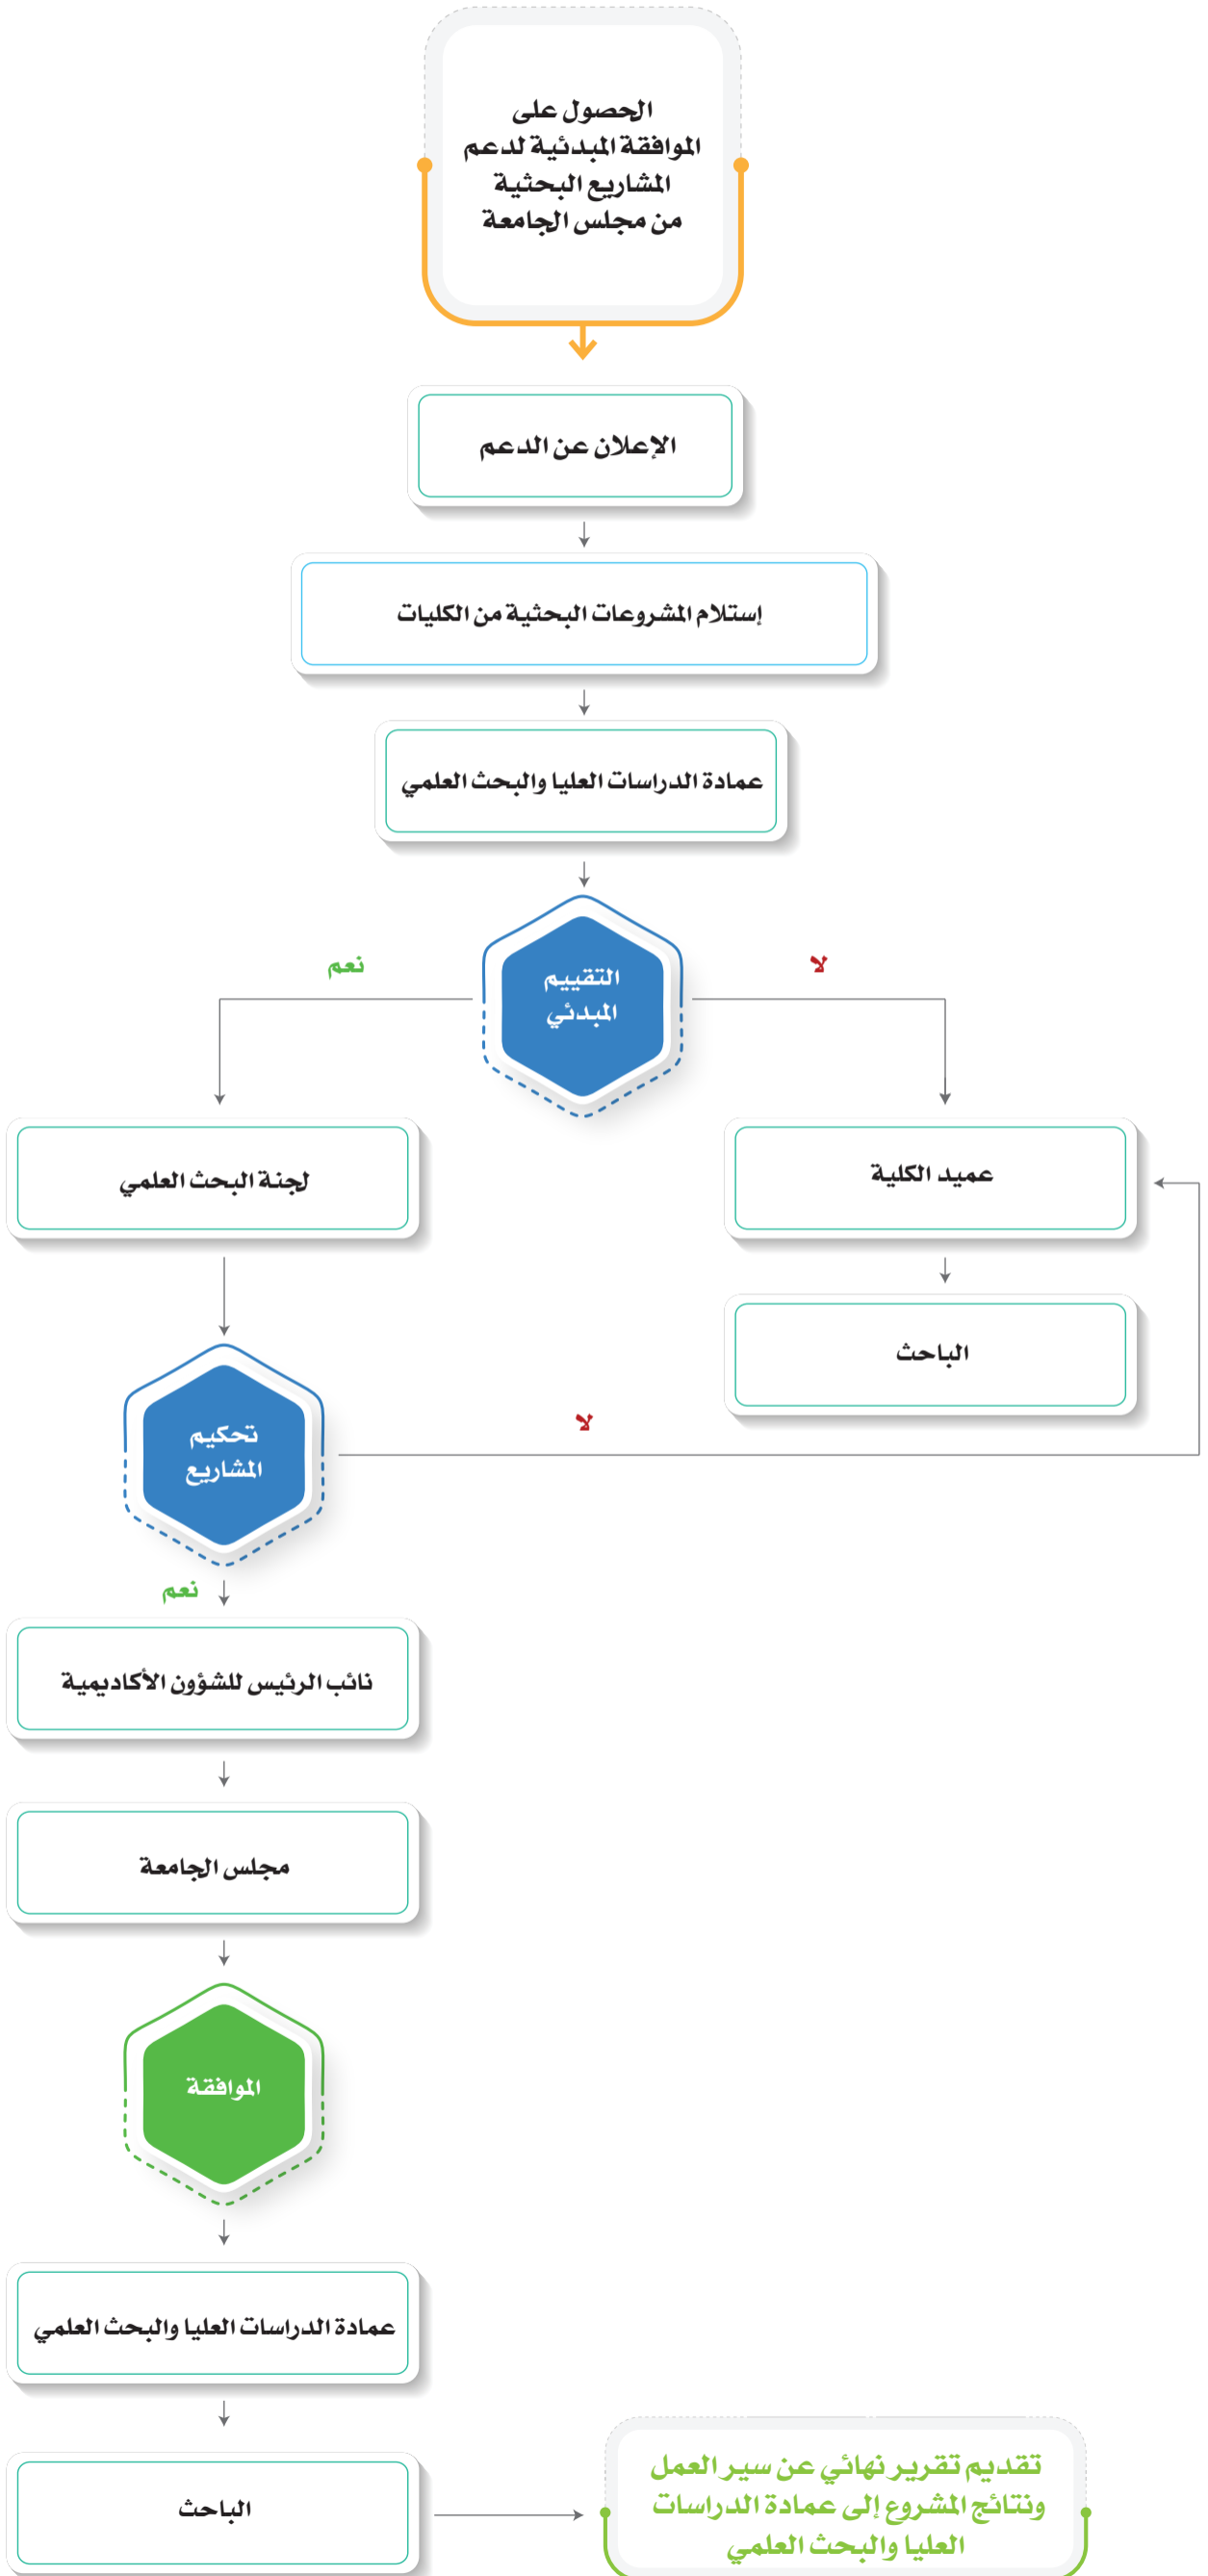 الحصول على
الموافقة المبدئية لدعم
المشاريع البحثية
من مجلس الجامعة
الإعلان عن الدعم
إستلام المشروعات البحثية من الكليات
عمادة الدراسات العليا والبحث العلمي
لا
نعم
التقييم
المبدئي
عميد الكلية
لجنة البحث العلمي
الباحث
لا
تحكيم
المشاريع
نعم
نائب الرئيس للشؤون الأكاديمية
مجلس الجامعة
الموافقة
عمادة الدراسات العليا والبحث العلمي
الباحث
تقديم تقرير نهائي عن سير العمل
ونتائج المشروع إلى عمادة الدراسات
العليا والبحث العلمي